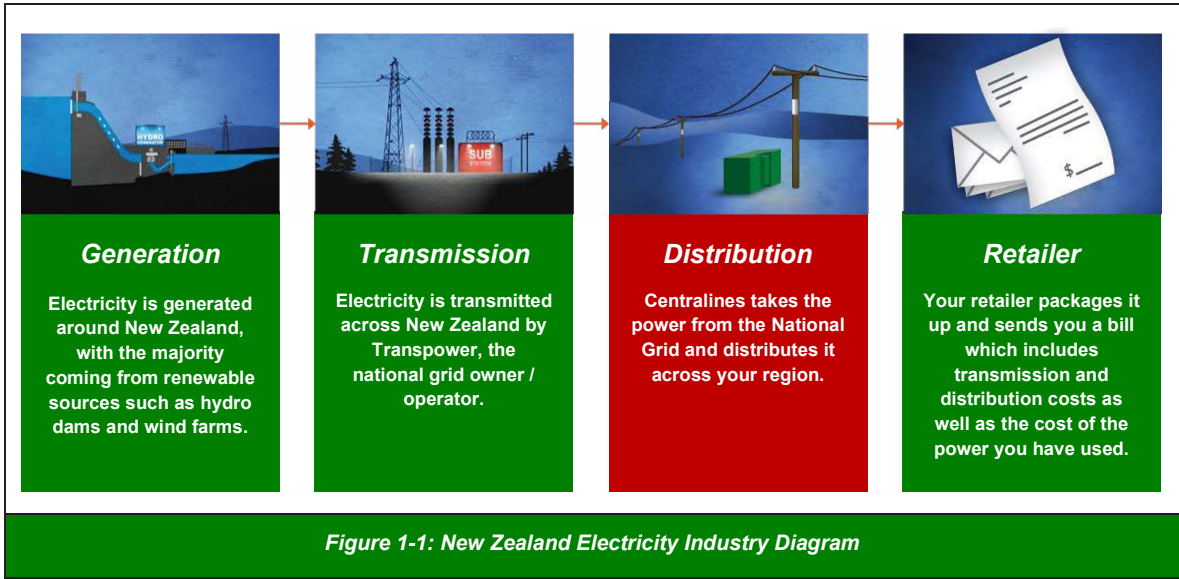 HYDRO
GENERATOR
SUB
STATION
$
Generation
Electricity is generated
around New Zealand,
with the majority
coming from renewable
sources such as hydro
dams and wind farms.
Transmission
Electricity is transmitted
across New Zealand by
Transpower, the
national grid owner /
operator.
Distribution
Centralines takes the
power from the National
Grid and distributes it
across your region.
Retailer
Your retailer packages it
up and sends you a bill
which includes
transmission and
distribution costs as
well as the cost of the
power you have used.
Figure 1-1: New Zealand Electricity Industry Diagram